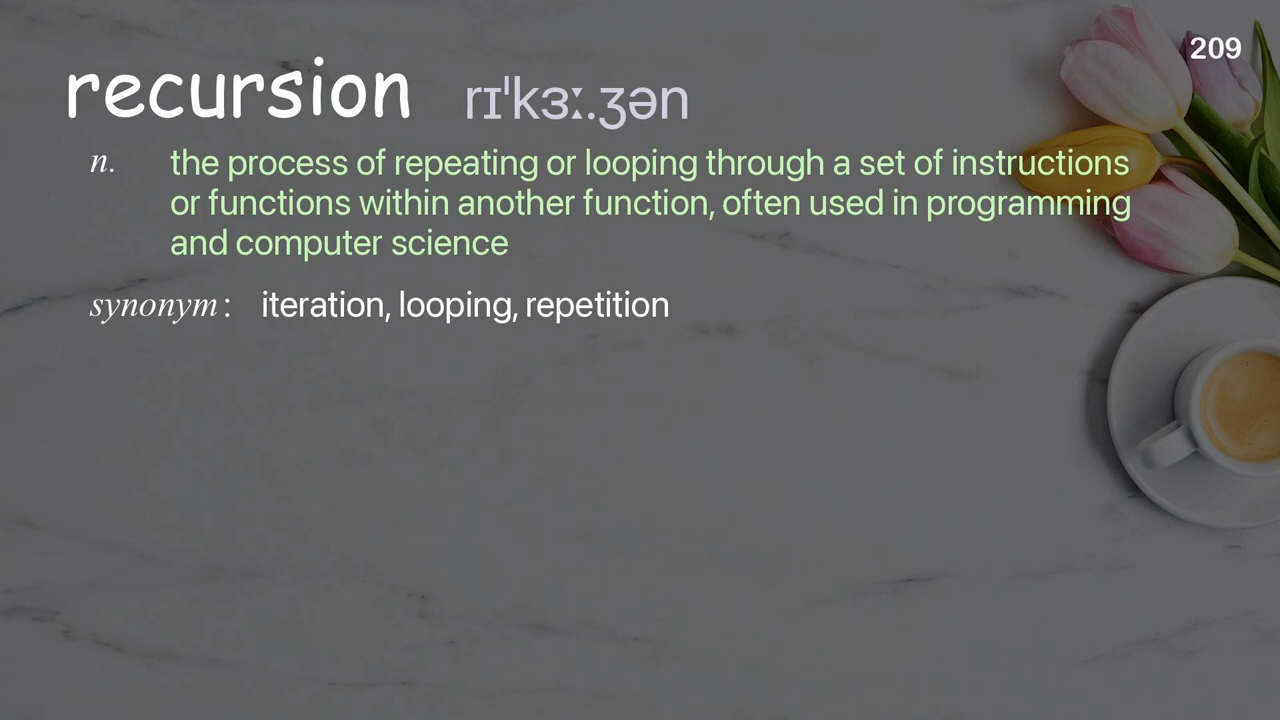 209
recursion rɪˈkɜː.ʒən
n. the process of repeating or looping through a set of instructions
or functions within another function, often used in programming
and computer science
synonym: iteration, looping, repetition